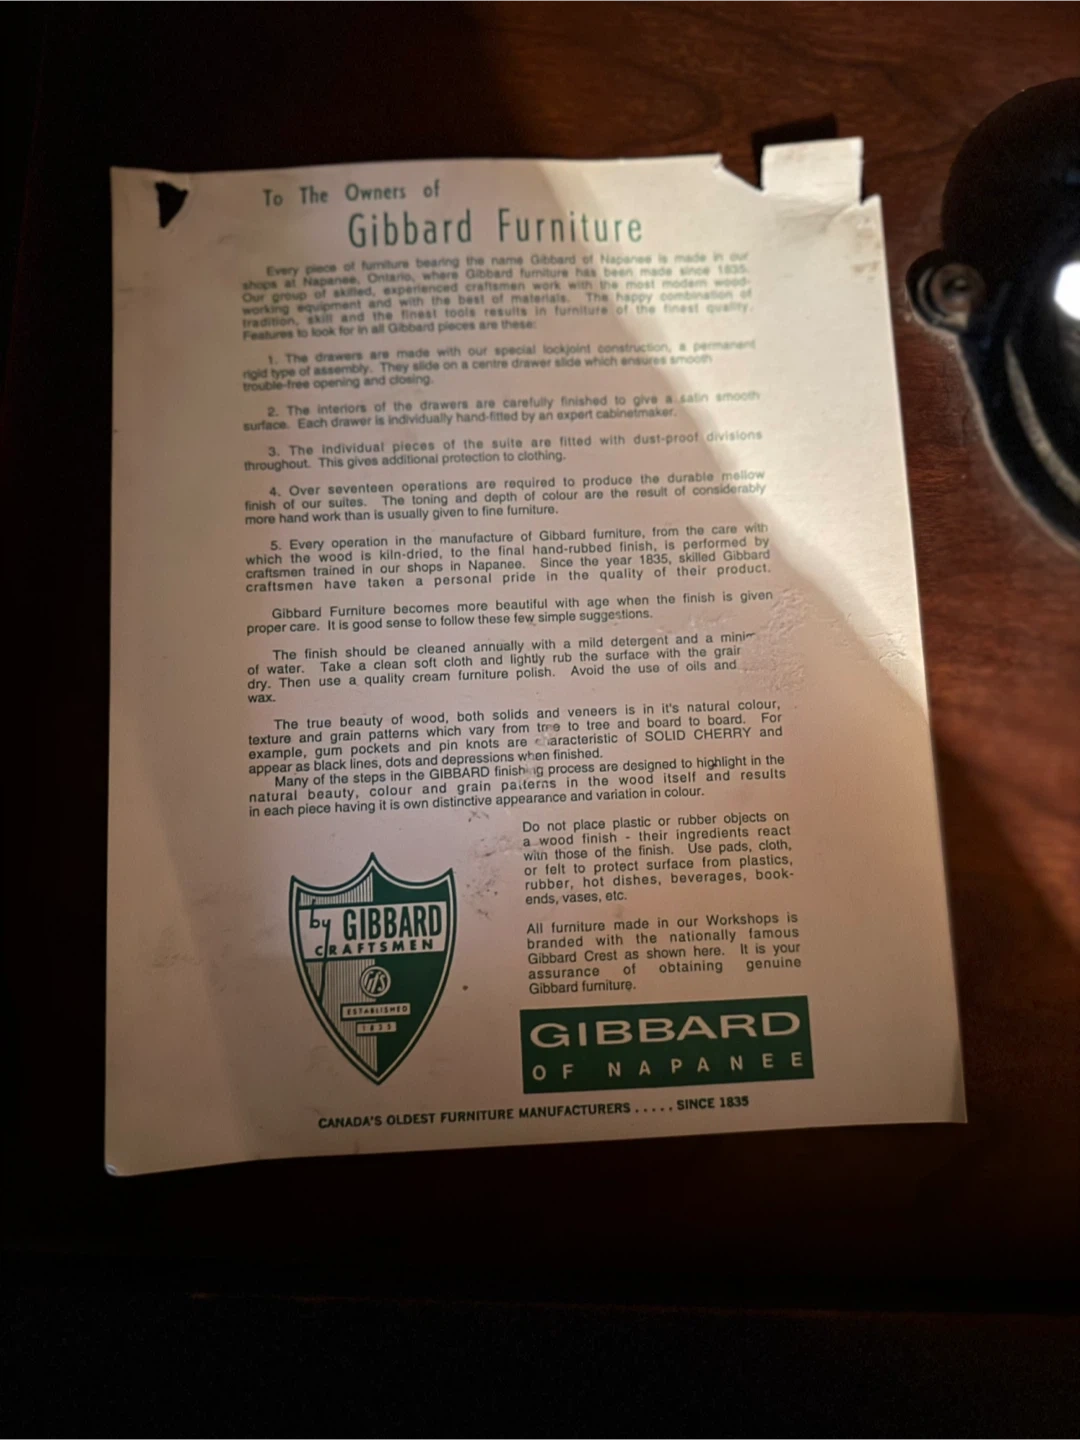 To The Owners of
Gibbard Furniture
Every piece of furniture bearing the name Gibbard of Napanee is made in our
shops at Napanee, Ontario, where Gibbard furniture has been made since 1835.
Our group of skilled, experienced craftsmen work with the most modern wood-
working equipment and with the best of materials. The happy combination of
tradition, skill and the finest tools results in furniture of the finest quality.
Features to look for in all Gibbard pieces are these:
1. The drawers are made with our special lockjoint construction, a permanent
rigid type of assembly. They slide on a centre drawer slide which ensures smooth
trouble-free opening and closing.
2. The interiors of the drawers are carefully finished to give a satin smooth
surface. Each drawer is individually hand-fitted by an expert cabinetmaker.
3. The individual pieces of the suite are fitted with dust-proof divisions
throughout. This gives additional protection to clothing.
4. Over seventeen operations are required to produce the durable mellow
finish of our suites. The toning and depth of colour are the result of considerably
more hand work than is usually given to fine furniture.
5. Every operation in the manufacture of Gibbard furniture, from the care with
which the wood is kiln-dried, to the final hand-rubbed finish, is performed by
craftsmen trained in our shops in Napanee. Since the year 1835, skilled Gibbard
craftsmen have taken a personal pride in the quality of their product.
Gibbard Furniture becomes more beautiful with age when the finish is given
proper care. It is good sense to follow these few simple suggestions.
The finish should be cleaned annually with a mild detergent and a
of water. Take a clean soft cloth and lightly rub the surface with the
dry. Then use a quality cream furniture polish. Avoid the use of oils and
wax.
The true beauty of wood, both solids and veneers is in it's natural colour,
texture and grain patterns which vary from tree to tree and board to board. For
example, gum pockets and pin knots are characteristic of SOLID CHERRY and
appear as black lines, dots and depressions when finished.
Many of the steps in the GIBBARD finishing process are designed to highlight in the
natural beauty, colour and grain patterns in the wood itself and results
in each piece having it is own distinctive appearance and variation in colour.
Do not place plastic or rubber objects on
a wood finish - their ingredients react
with those of the finish. Use pads, cloth,
or felt to protect surface from plastics,
rubber, hot dishes, beverages, book-
ends, vases, etc.
All furniture made in our Workshops is
branded with the nationally famous
Gibbard Crest as shown here. It is your
assurance of obtaining genuine
Gibbard furniture.
by GIBBARD
CRAFTSMEN
ESTABLISHED
1835
GIBBARD
OF NAPANEE
CANADA'S OLDEST FURNITURE MANUFACTURERS ..... SINCE 1835